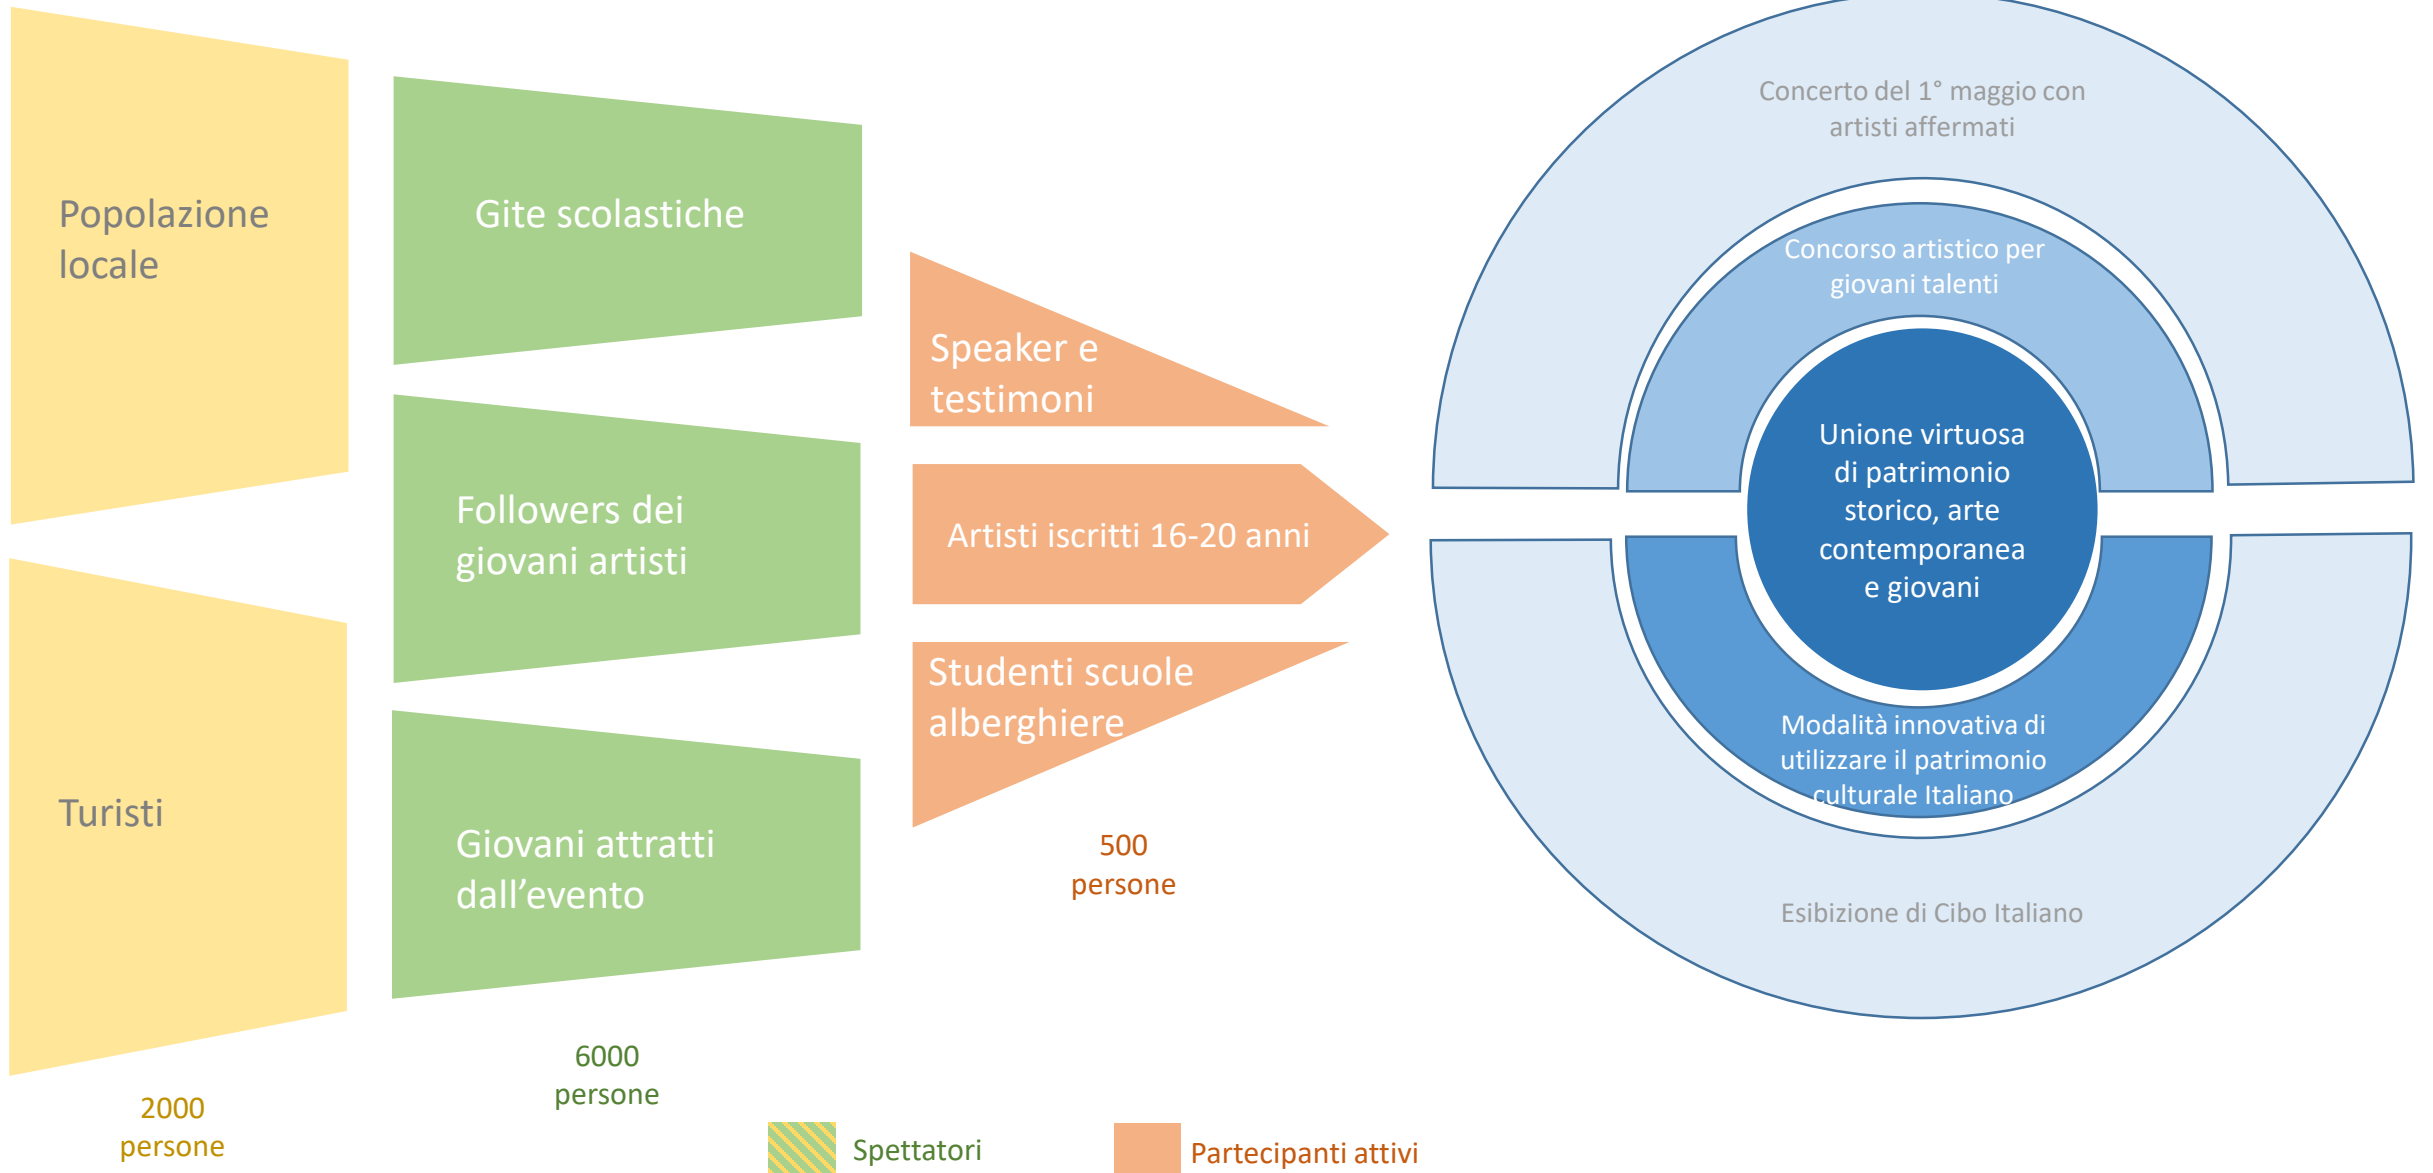 Popolazione
locale
Turisti
2000
persone
Gite scolastiche
Followers dei
giovani artisti
Giovani attratti
dall’evento
6000
persone
Speaker e
testimoni
Artisti iscritti 16-20 anni
Studenti scuole
alberghiere
500
persone
Concerto del 1° maggio con
artisti affermati
Concorso artistico per
giovani talenti
Unione virtuosa
di patrimonio
storico, arte
contemporanea
e giovani
Modalità innovativa di
utilizzare il patrimonio
culturale Italiano
Esibizione di Cibo Italiano
Spettatori
Partecipanti attivi